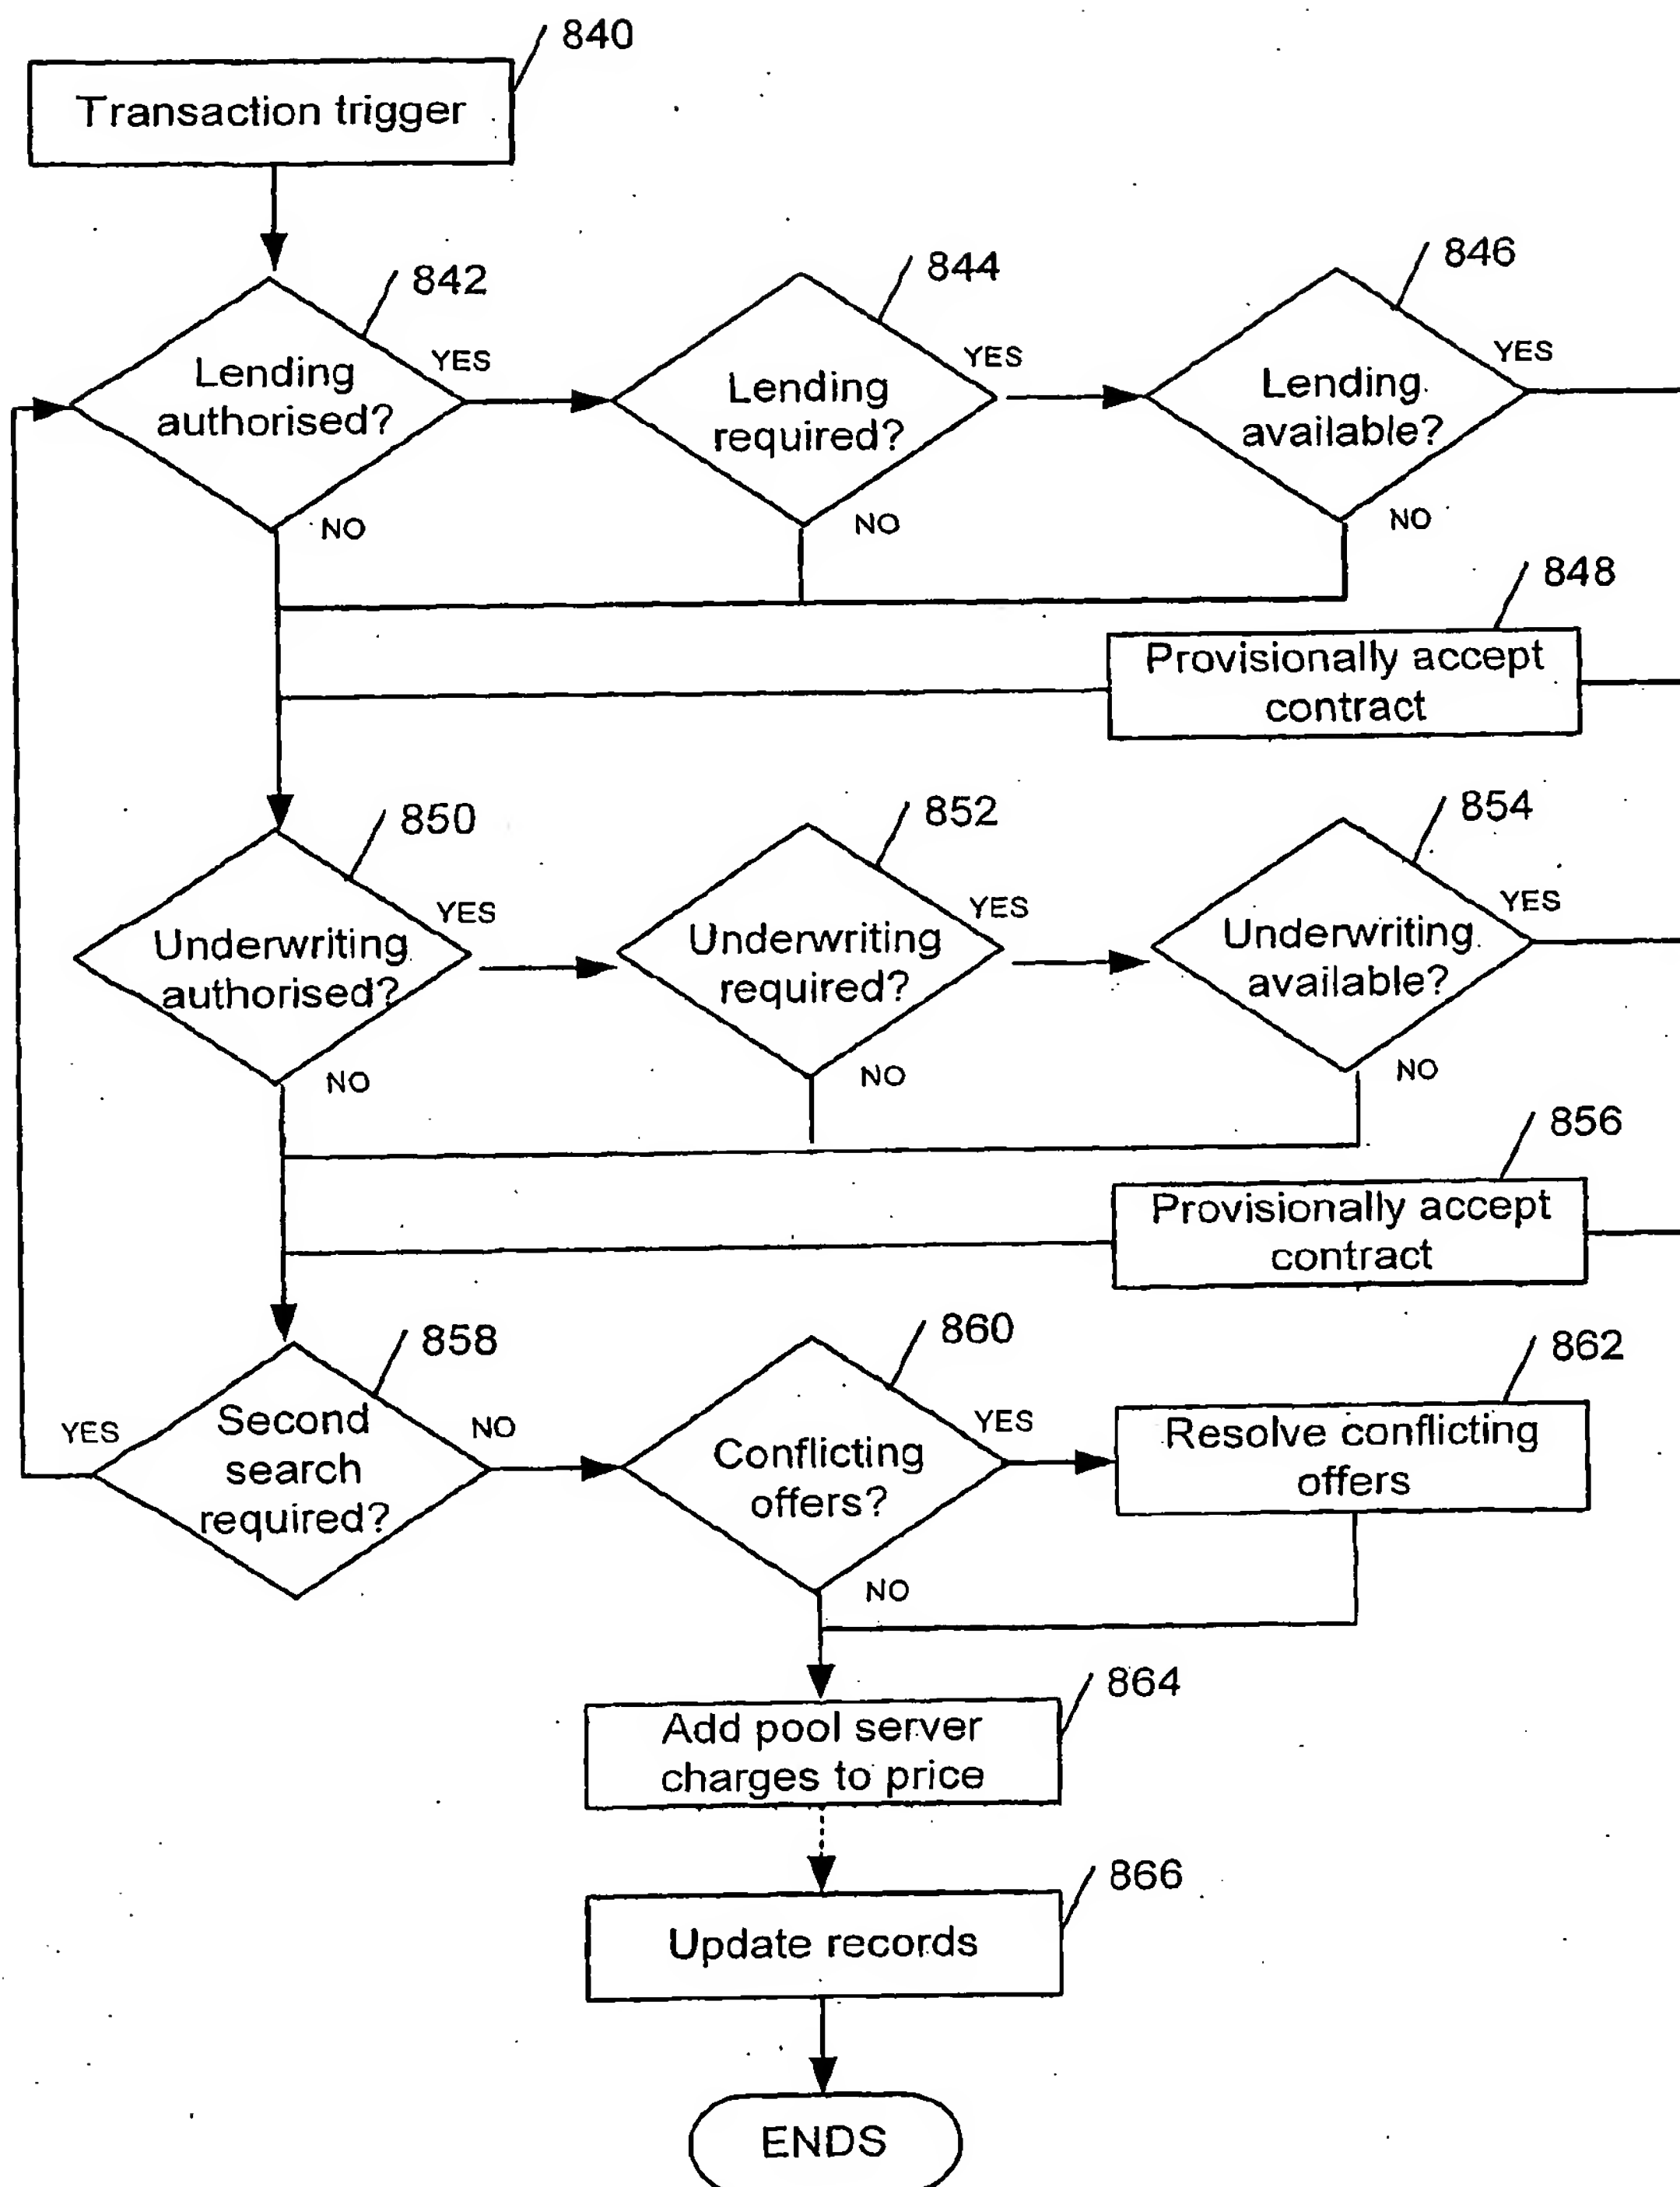 840
Transaction trigger
842
844
846
Lending
authorised?
YES
Lending
required?
YES
Lending
available?
YES
NO
NO
NO
848
Provisionally accept
contract
850
852
854
Underwriting
authorised?
YES
Underwriting
required?
YES
Underwriting
available?
YES
NO
NO
NO
856
Provisionally accept
contract
858
860
862
YES
Second
search
required?
NO
Conflicting
offers?
YES
Resolve conflicting
offers
NO
864
Add pool server
charges to price
866
Update records
ENDS